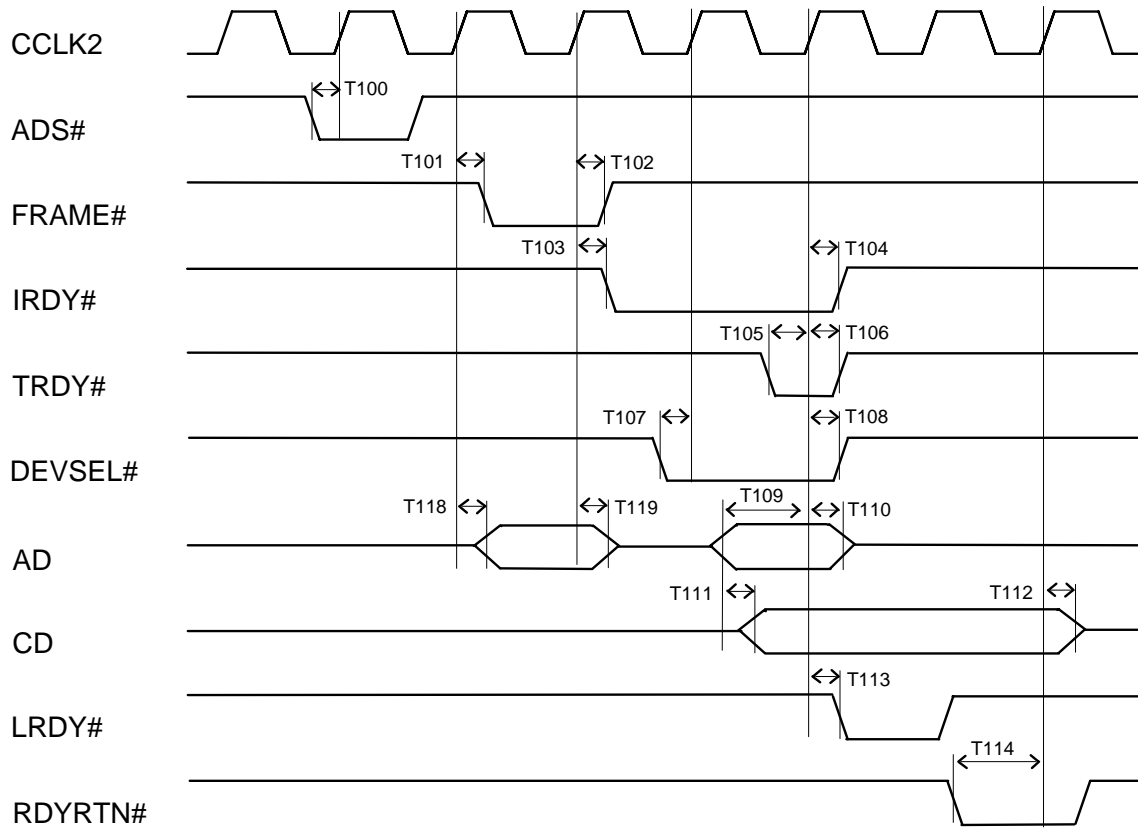 CCLK2
T100
ADS#
T101 T102
FRAME#
T103 T104
IRDY#
T105 T106
TRDY#
T107 T108
DEVSEL#
T118 T119 T109 T110
AD
T111 T112
CD
T113
LRDY#
T114
RDYRTN#